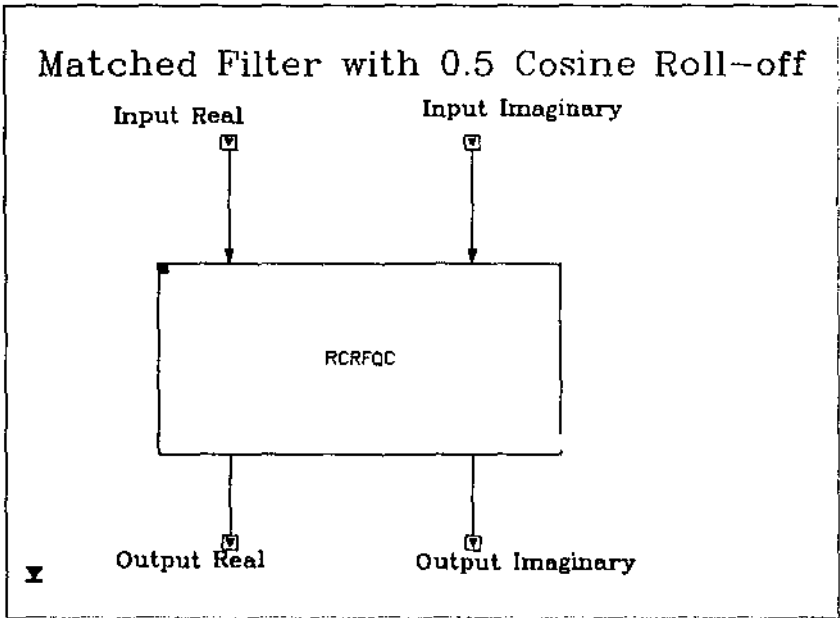 Matched Filter with 0.5 Cosine Roll-off
Input Real
Input Imaginary
RCRFQC
Output Real
Output Imaginary